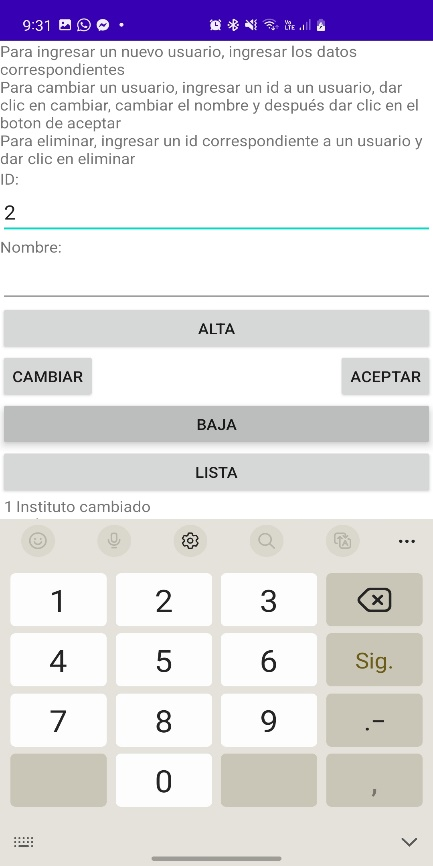 9:31
Para ingresar un nuevo usuario, ingresar los datos
correspondientes
Para cambiar un usuario, ingresar un id a un usuario, dar
clic en cambiar, cambiar el nombre y después dar clic en el
boton de aceptar
Para eliminar, ingresar un id correspondiente a un usuario y
dar clic en eliminar
ID:
2
Nombre:
ALTA
CAMBIAR ACEPTAR
BAJA
LISTA
1 Instituto cambiado
1 2 3
4 5 6 Sig.
7 8 9 .-
0 ,